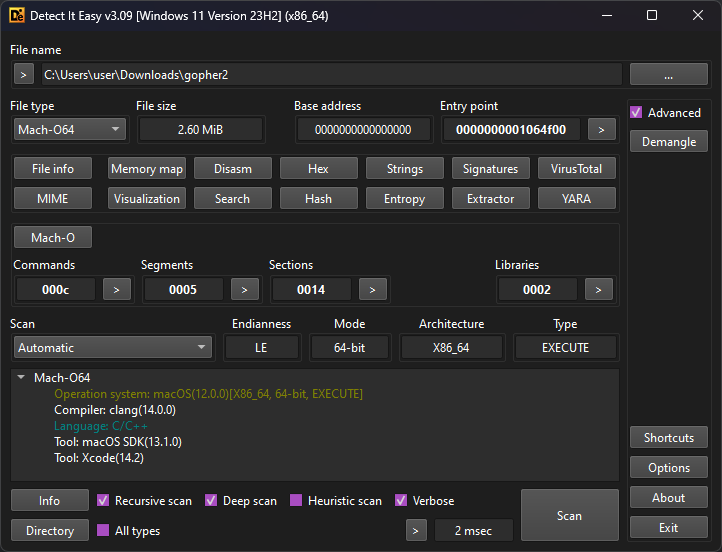 Detect It Easy v3.09 [Windows 11 Version 23H2] (x86_64)
File name
> C:\Users\user\Downloads\gopher2 ...
File type File size Base address Entry point Advanced
Mach-O64 2.60 MiB 0000000000000000 0000000001064f00 > Demangle
File info Memory map Disasm Hex Strings Signatures VirusTotal
MIME Visualization Search Hash Entropy Extractor YARA
Mach-O
Commands Segments Sections Libraries
000c > 0005 > 0014 > 0002 >
Scan Endianness Mode Architecture Type
Automatic LE 64-bit X86_64 EXECUTE
Mach-O64
Operation system: macOS(12.0.0)[X86_64, 64-bit, EXECUTE]
Compiler: clang(14.0.0)
Language: C/C++
Tool: macOS SDK(13.1.0)
Tool: Xcode(14.2)
Shortcuts
Options
Info Recursive scan Deep scan Heuristic scan Verbose Scan About
Directory All types > 2 msec Exit